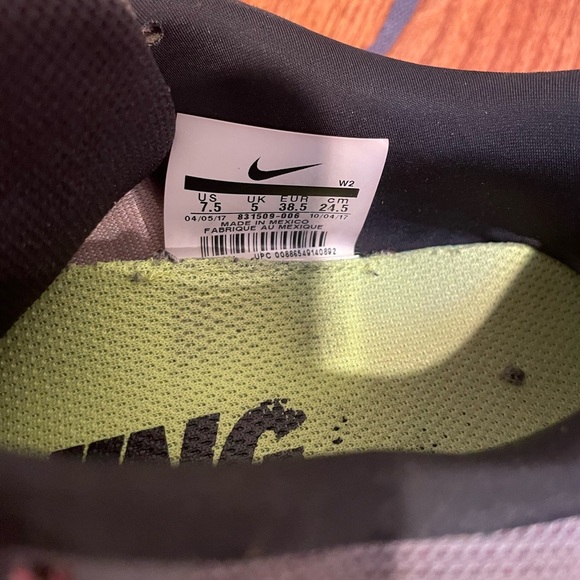 W2
US UK EUR cm
7.5 5 38.5 24.5
04/05/17 831509-006 10/04/17
MADE IN MEXICO
FABRIQUE AU MEXIQUE
UPC 00886549140892